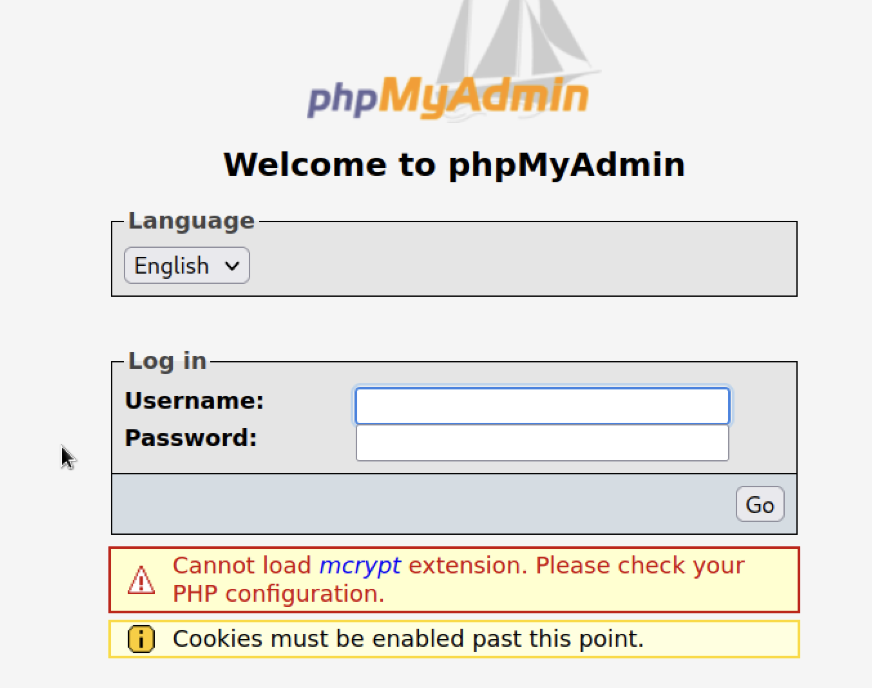 phpMyAdmin
Welcome to phpMyAdmin
Language
English
Log in
Username:
Password:
Go
Cannot load mcrypt extension. Please check your
PHP configuration.
Cookies must be enabled past this point.